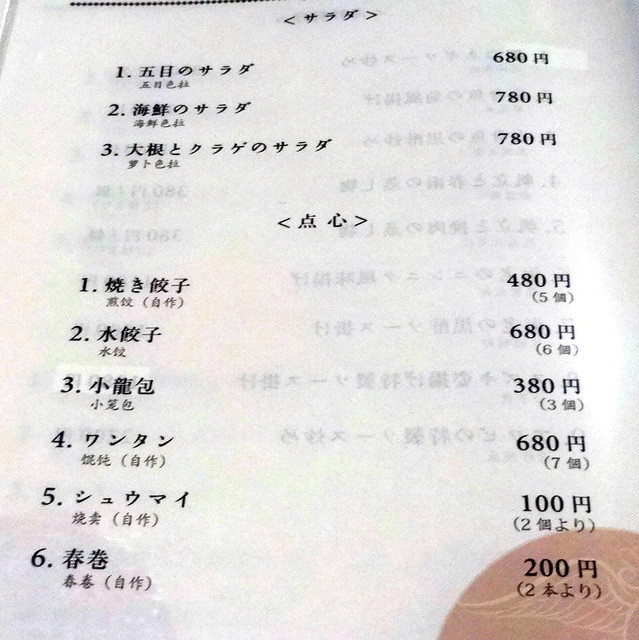 ＜サラダ＞
1. 五目のサラダ 680円
五目色拉
2. 海鮮のサラダ 780円
海鮮色拉
3. 大根とクラゲのサラダ 780円
萝卜色拉
＜点心＞
1. 焼き餃子 480円
煎饺（自作） (5個)
2. 水餃子 680円
水饺 (6個)
3. 小龍包 380円
小笼包 (3個)
4. ワンタン 680円
馄饨（自作） (7個)
5. シュウマイ 100円
烧卖（自作） (2個より)
6. 春巻 200円
春卷（自作） (2本より)